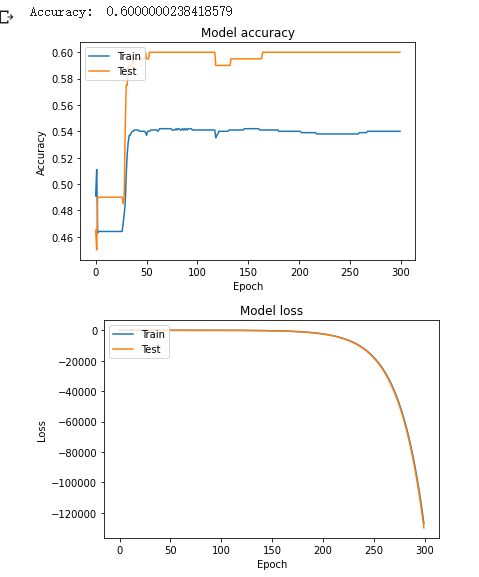 Accuracy: 0.6000000238418579
Model accuracy
Train
Test
0.60
0.58
0.56
0.54
0.52
0.50
0.48
0.46
Accuracy
0 50 100 150 200 250 300
Epoch
Model loss
Train
Test
0
−20000
−40000
−60000
−80000
−100000
−120000
Loss
0 50 100 150 200 250 300
Epoch